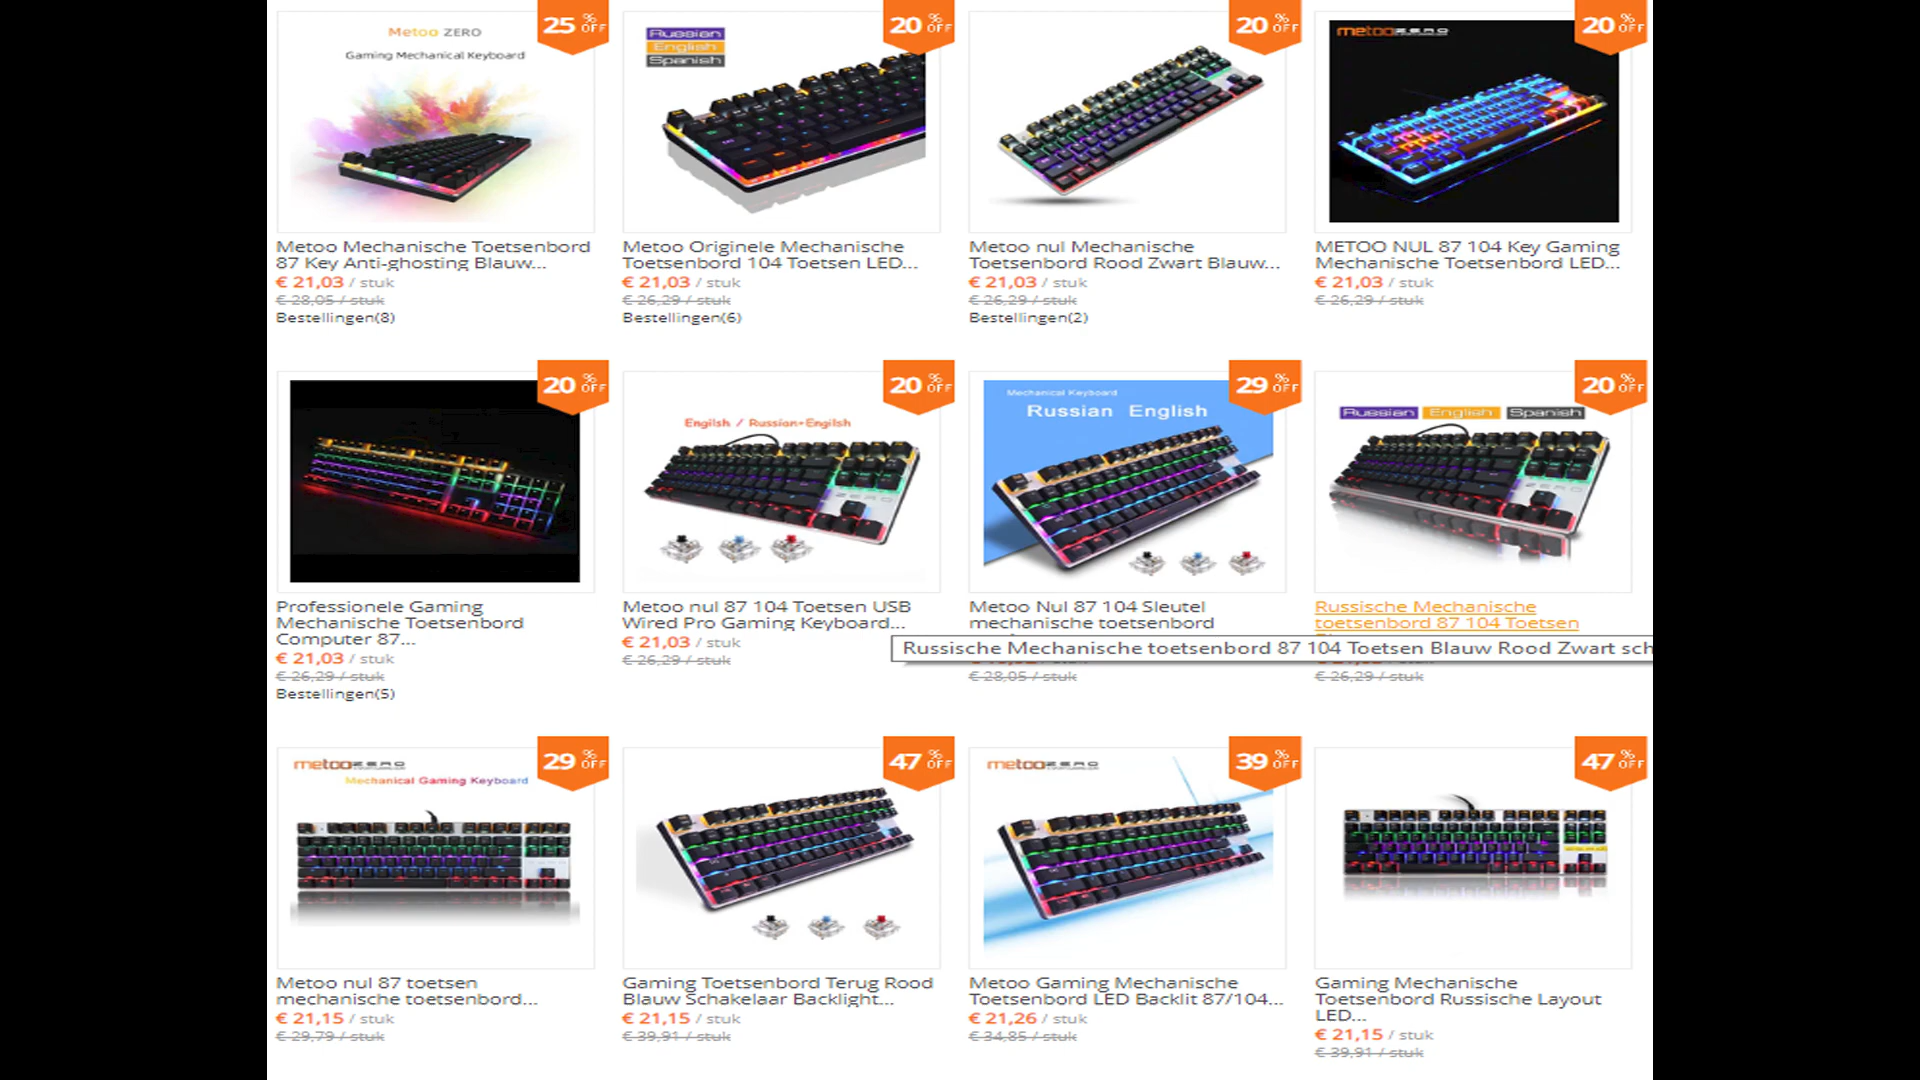 25 % OFF
Metoo ZERO
Gaming Mechanical Keyboard
Metoo Mechanische Toetsenbord
87 Key Anti-ghosting Blauw...
€ 21,03 / stuk
€ 28,05 / stuk
Bestellingen(8)
20 % OFF
Russian
English
Spanish
Metoo Originele Mechanische
Toetsenbord 104 Toetsen LED...
€ 21,03 / stuk
€ 26,29 / stuk
Bestellingen(6)
20 % OFF
Metoo nul Mechanische
Toetsenbord Rood Zwart Blauw...
€ 21,03 / stuk
€ 26,29 / stuk
Bestellingen(2)
20 % OFF
metoo ZERO
METOO NUL 87 104 Key Gaming
Mechanische Toetsenbord LED...
€ 21,03 / stuk
€ 26,29 / stuk
20 % OFF
Professionele Gaming
Mechanische Toetsenbord
Computer 87...
€ 21,03 / stuk
€ 26,29 / stuk
Bestellingen(5)
20 % OFF
Engilsh / Russian+Engilsh
ZERO
Metoo nul 87 104 Toetsen USB
Wired Pro Gaming Keyboard...
€ 21,03 / stuk
€ 26,29 / stuk
29 % OFF
Mechanical Keyboard
Russian English
Metoo Nul 87 104 Sleutel
mechanische toetsenbord
€ 28,05 / stuk
20 % OFF
Russian English Spanish
ZERO
Russische Mechanische
toetsenbord 87 104 Toetsen
Russische Mechanische toetsenbord 87 104 Toetsen Blauw Rood Zwart sch
€ 26,29 / stuk
29 % OFF
metoo ZERO
Mechanical Gaming Keyboard
Metoo nul 87 toetsen
mechanische toetsenbord...
€ 21,15 / stuk
€ 29,79 / stuk
47 % OFF
Gaming Toetsenbord Terug Rood
Blauw Schakelaar Backlight...
€ 21,15 / stuk
€ 39,91 / stuk
39 % OFF
metoo ZERO
Metoo Gaming Mechanische
Toetsenbord LED Backlit 87/104...
€ 21,26 / stuk
€ 34,85 / stuk
47 % OFF
Gaming Mechanische
Toetsenbord Russische Layout
LED...
€ 21,15 / stuk
€ 39,91 / stuk